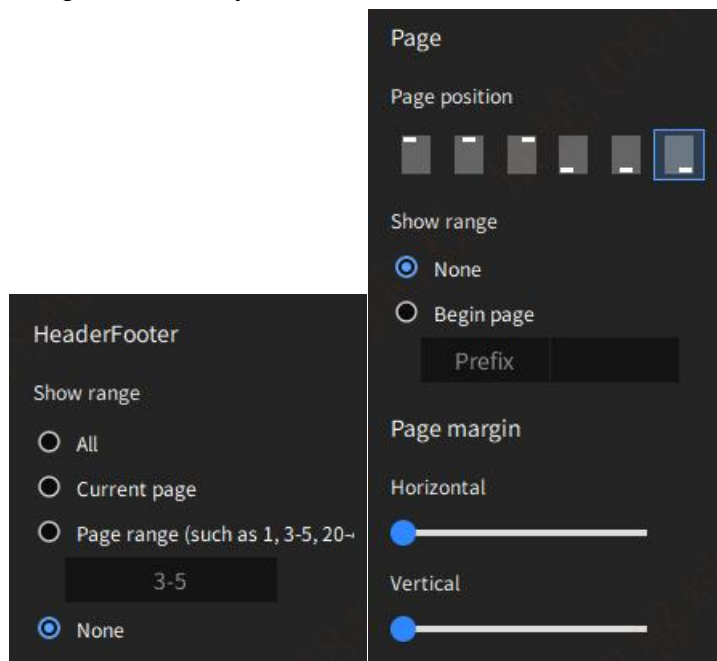 HeaderFooter
Show range
All
Current page
Page range (such as 1, 3-5, 20-
3-5
None
Page
Page position
Show range
None
Begin page
Prefix
Page margin
Horizontal
Vertical